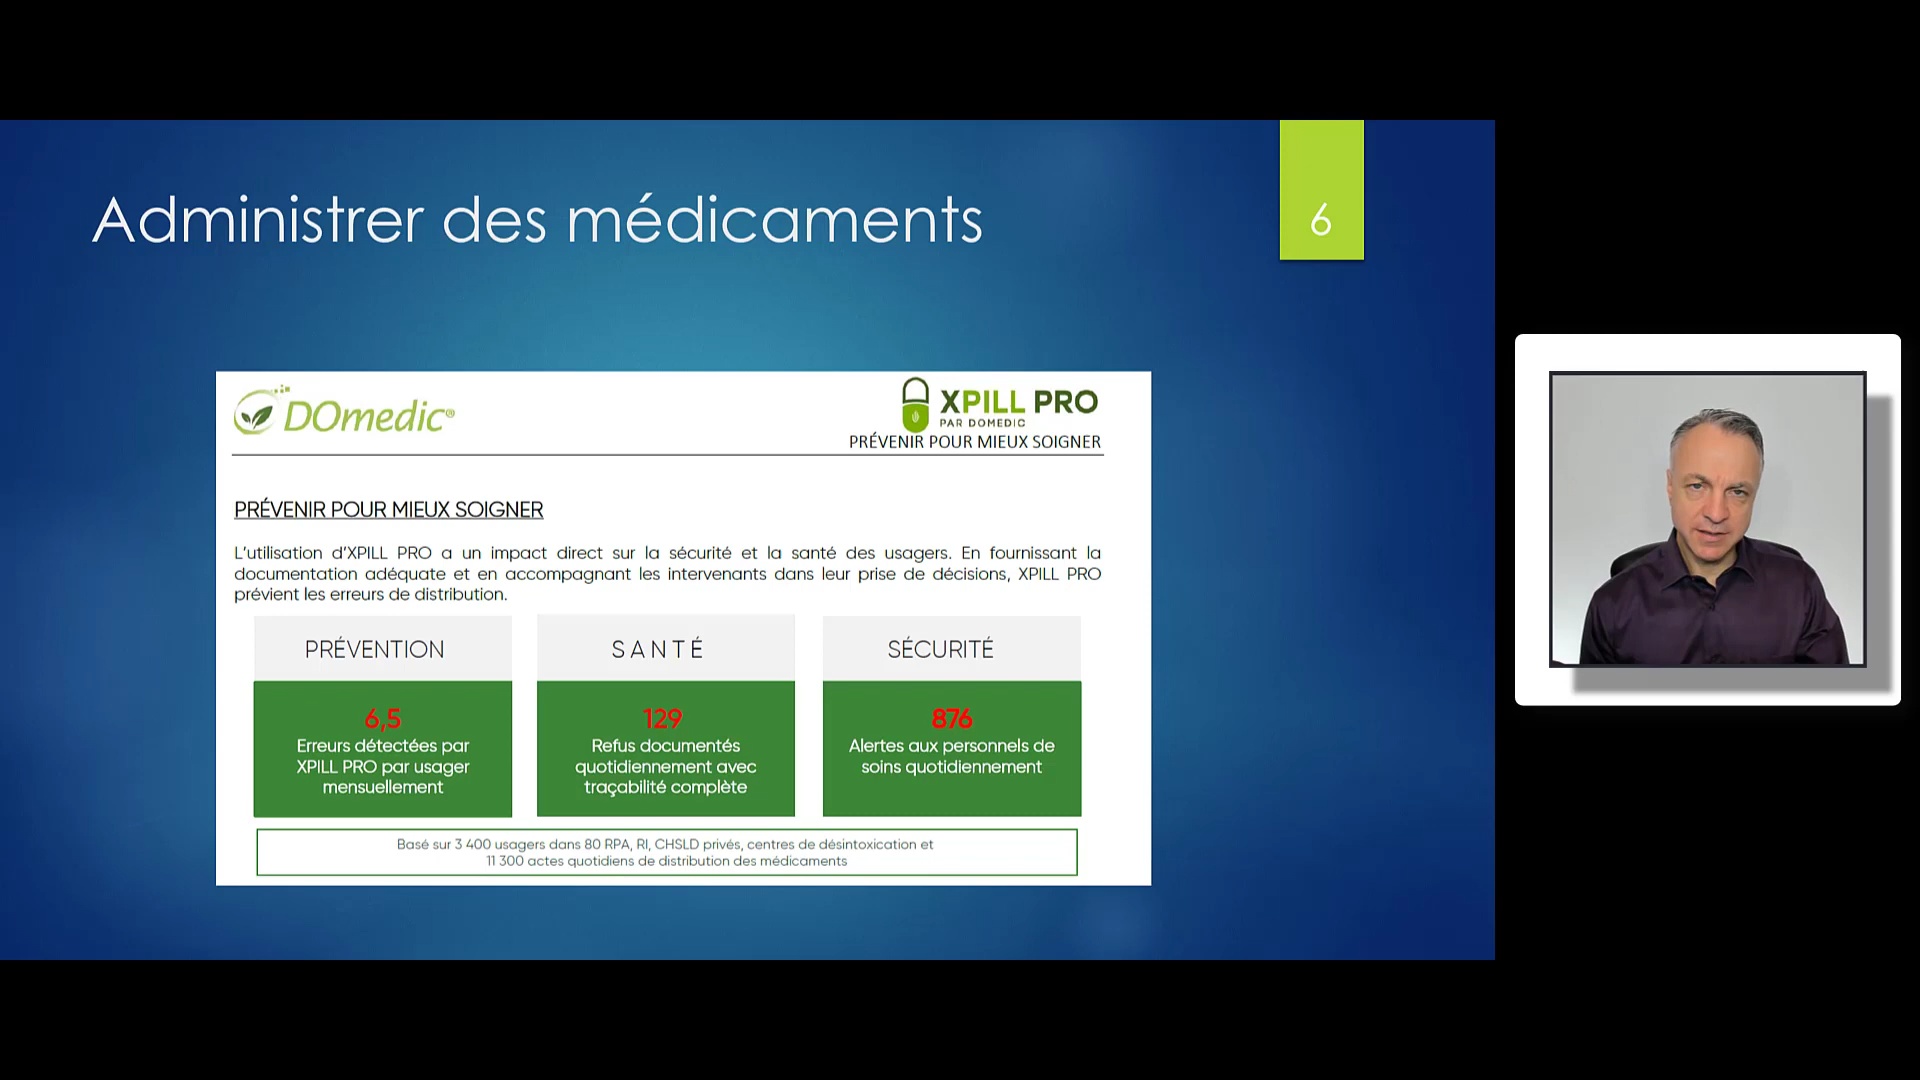 Administrer des médicaments
6
DOmedic®
XPILL PRO
PAR DOMEDIC
PRÉVENIR POUR MIEUX SOIGNER
PRÉVENIR POUR MIEUX SOIGNER
L'utilisation d'XPILL PRO a un impact direct sur la sécurité et la santé des usagers. En fournissant la
documentation adéquate et en accompagnant les intervenants dans leur prise de décisions, XPILL PRO
prévient les erreurs de distribution.
PRÉVENTION
6,5
Erreurs détectées par
XPILL PRO par usager
mensuellement
SANTÉ
129
Refus documentés
quotidiennement avec
traçabilité complète
SÉCURITÉ
876
Alertes aux personnels de
soins quotidiennement
Basé sur 3 400 usagers dans 80 RPA, RI, CHSLD privés, centres de désintoxication et
11 300 actes quotidiens de distribution des médicaments